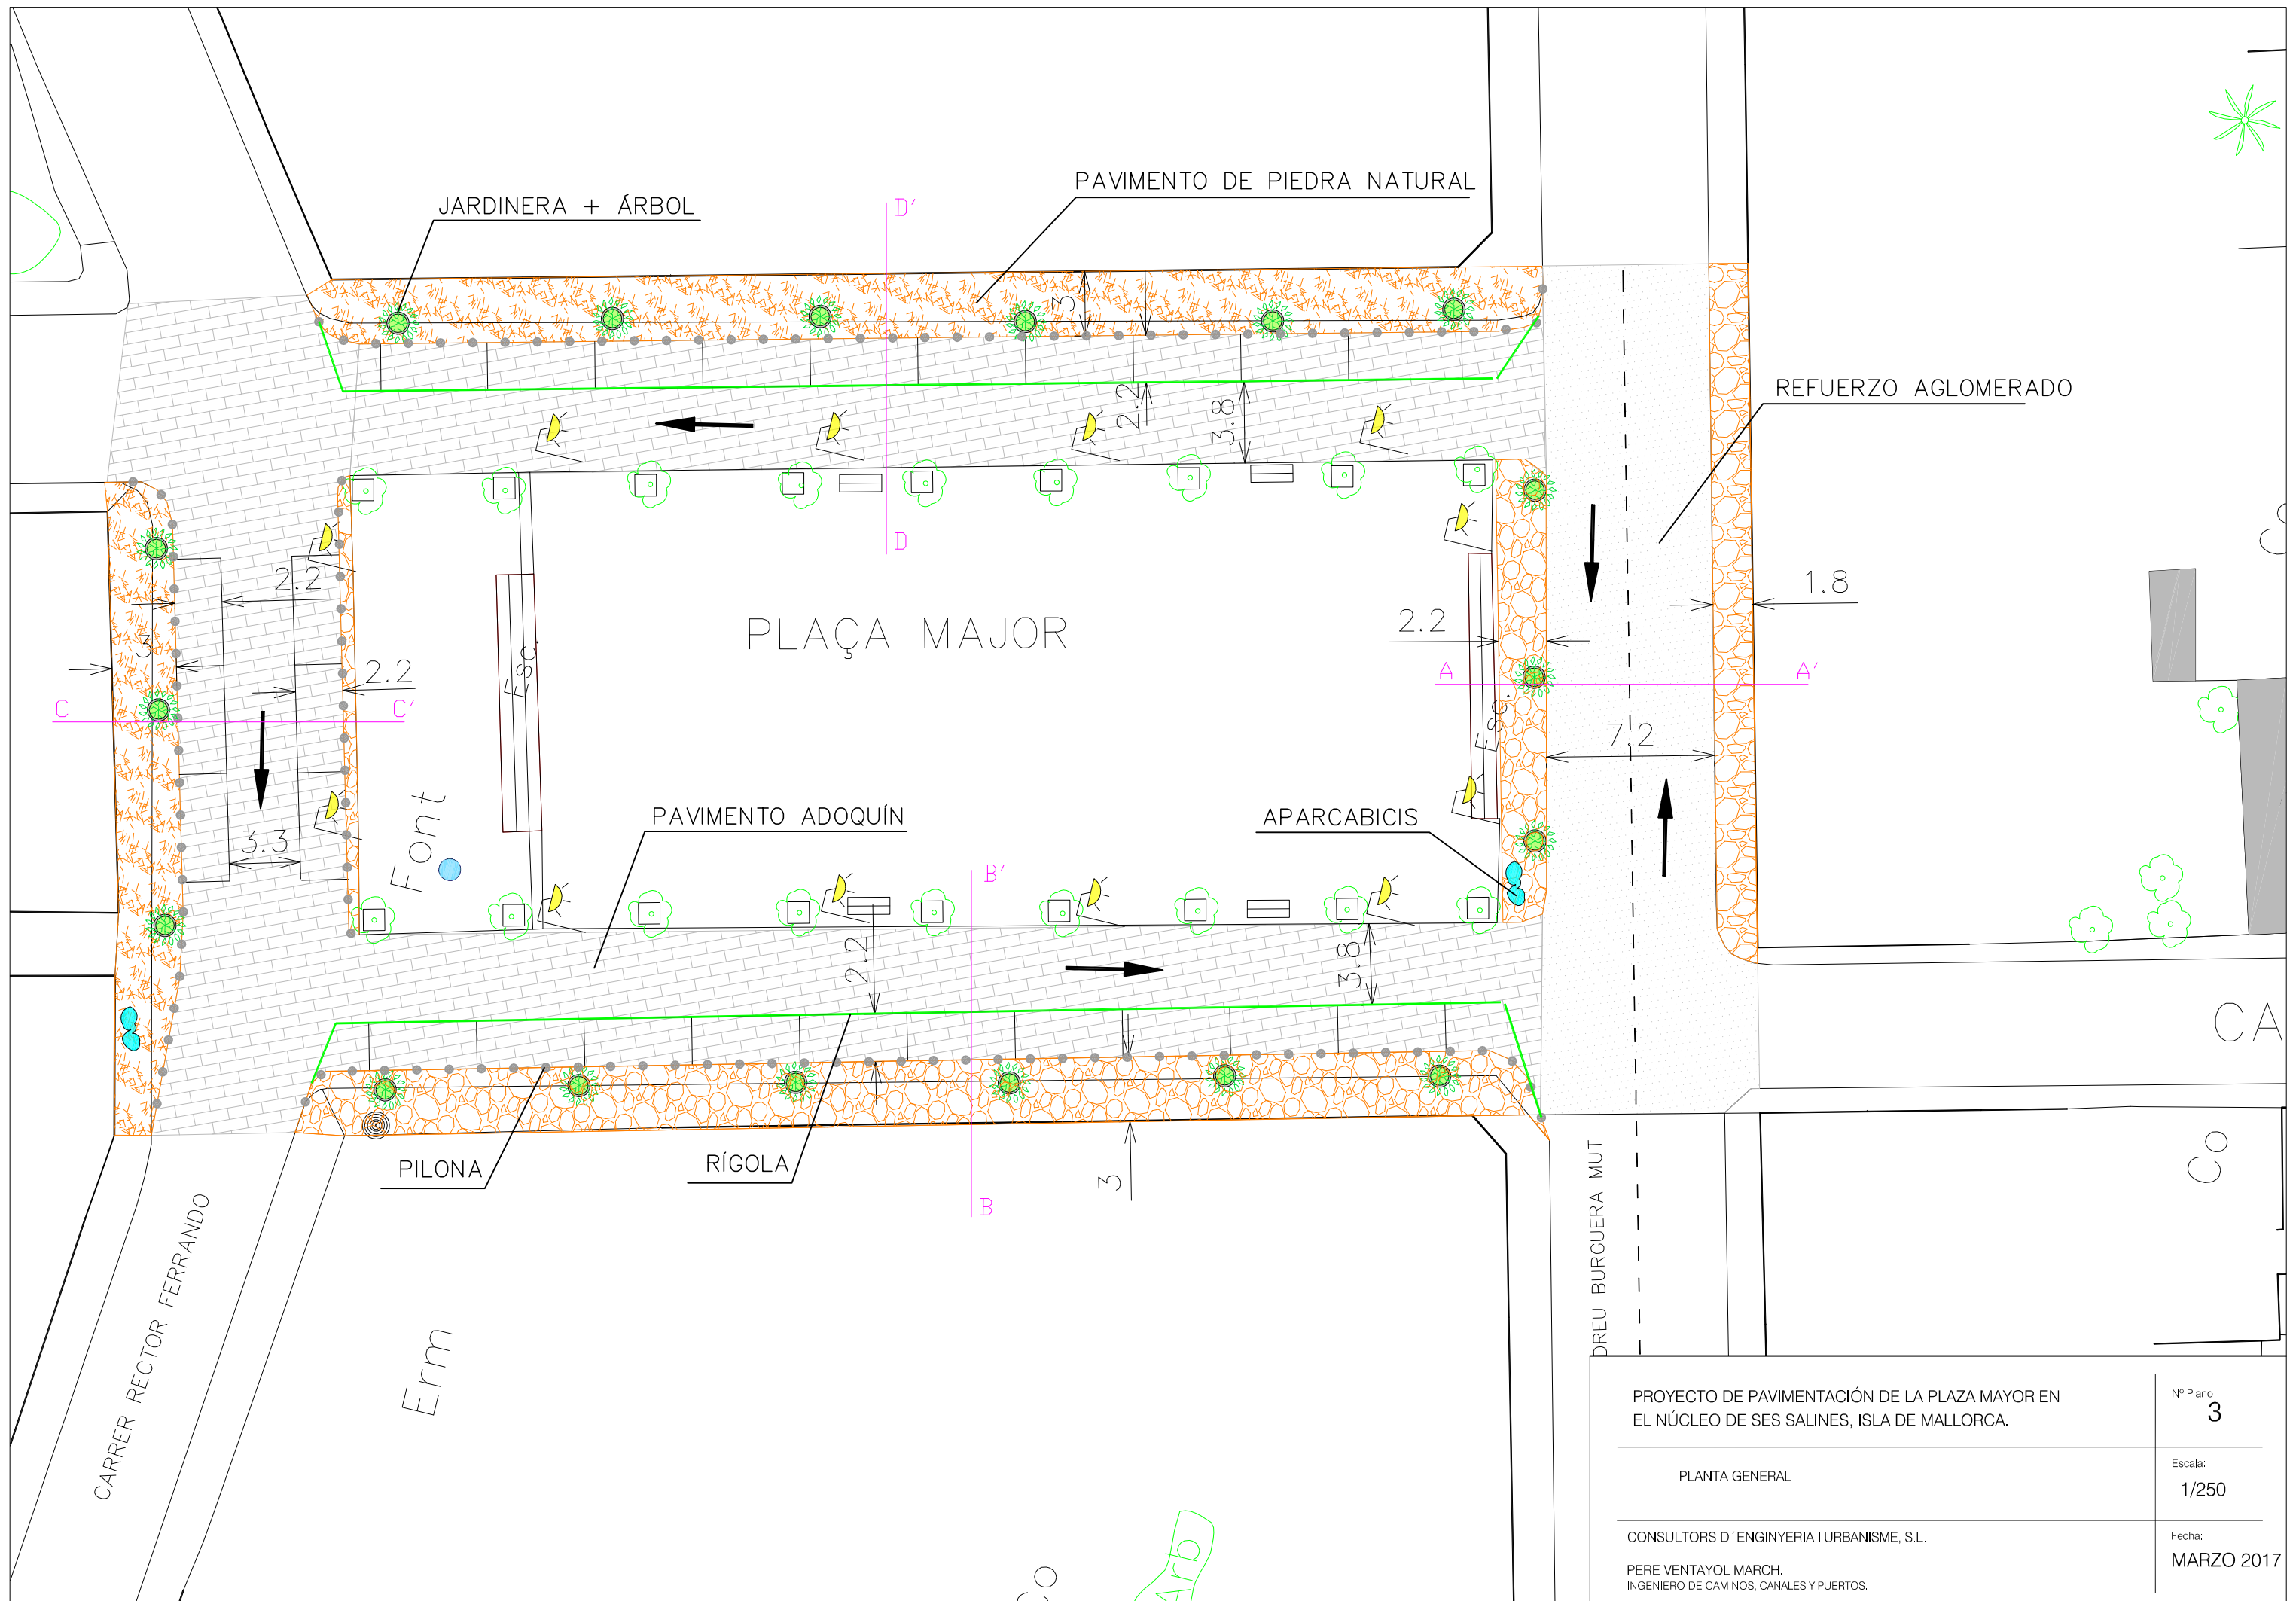 PAVIMENTO DE PIEDRA NATURAL
JARDINERA + ÁRBOL
D'
3
REFUERZO AGLOMERADO
2.2
3.8
D
2.2
1.8
PLAÇA MAJOR
2.2
3
Esc.
2.2
A
A'
C
C'
Esc.
7.2
PAVIMENTO ADOQUÍN
APARCABICIS
3.3
Font
B'
2.2
3.8
CA
PILONA
RÍGOLA
3
B
Co
CARRER RECTOR FERRANDO
DREU BURGUERA MUT
Erm
Co
Arb
PROYECTO DE PAVIMENTACIÓN DE LA PLAZA MAYOR EN
EL NÚCLEO DE SES SALINES, ISLA DE MALLORCA.
Nº Plano:
3
PLANTA GENERAL
Escala:
1/250
CONSULTORS D´ENGINYERIA I URBANISME, S.L.
PERE VENTAYOL MARCH.
INGENIERO DE CAMINOS, CANALES Y PUERTOS.
Fecha:
MARZO 2017